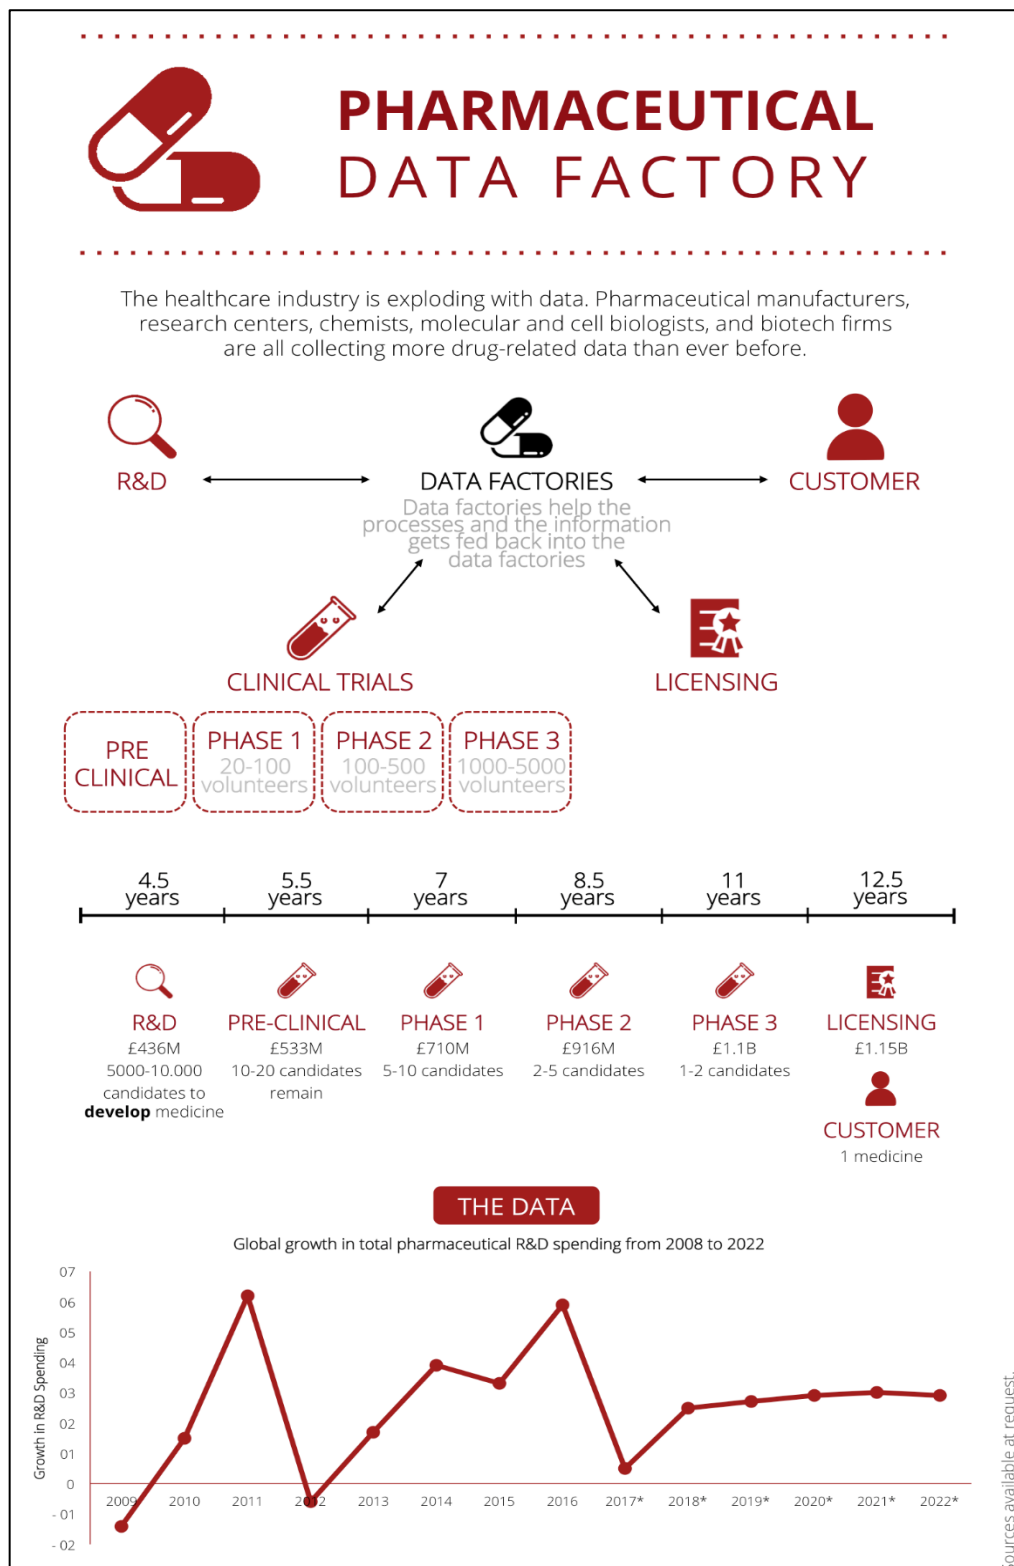 PHARMACEUTICAL
DATA FACTORY
The healthcare industry is exploding with data. Pharmaceutical manufacturers,
research centers, chemists, molecular and cell biologists, and biotech firms
are all collecting more drug-related data than ever before.
R&D
DATA FACTORIES
CUSTOMER
Data factories help the
processes and the information
gets fed back into the
data factories
CLINICAL TRIALS
LICENSING
PRE
CLINICAL
PHASE 1
20-100
volunteers
PHASE 2
100-500
volunteers
PHASE 3
1000-5000
volunteers
4.5
years
5.5
years
7
years
8.5
years
11
years
12.5
years
R&D
£436M
5000-10.000
candidates to
develop medicine
PRE-CLINICAL
£533M
10-20 candidates
remain
PHASE 1
£710M
5-10 candidates
PHASE 2
£916M
2-5 candidates
PHASE 3
£1.1B
1-2 candidates
LICENSING
£1.15B
CUSTOMER
1 medicine
THE DATA
Global growth in total pharmaceutical R&D spending from 2008 to 2022
Growth in R&D Spending
07
06
05
04
03
02
01
0
- 01
- 02
2009 2010 2011 2012 2013 2014 2015 2016 2017* 2018* 2019* 2020* 2021* 2022*
Sources available at request.